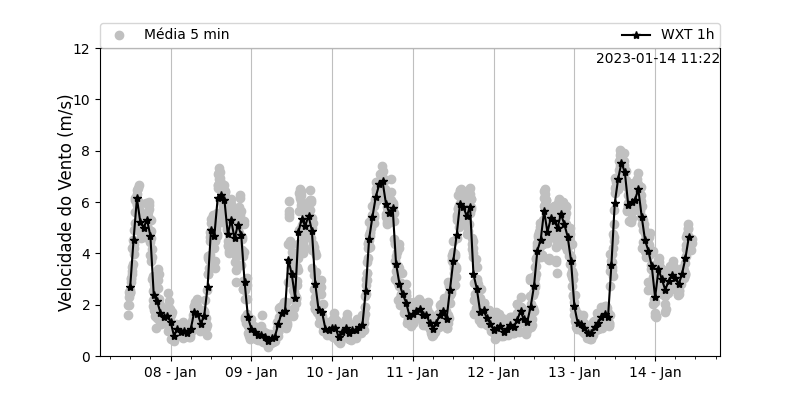 Média 5 min
WXT 1h
2023-01-14 11:22
Velocidade do Vento (m/s)
12
10
8
6
4
2
0
08 - Jan
09 - Jan
10 - Jan
11 - Jan
12 - Jan
13 - Jan
14 - Jan